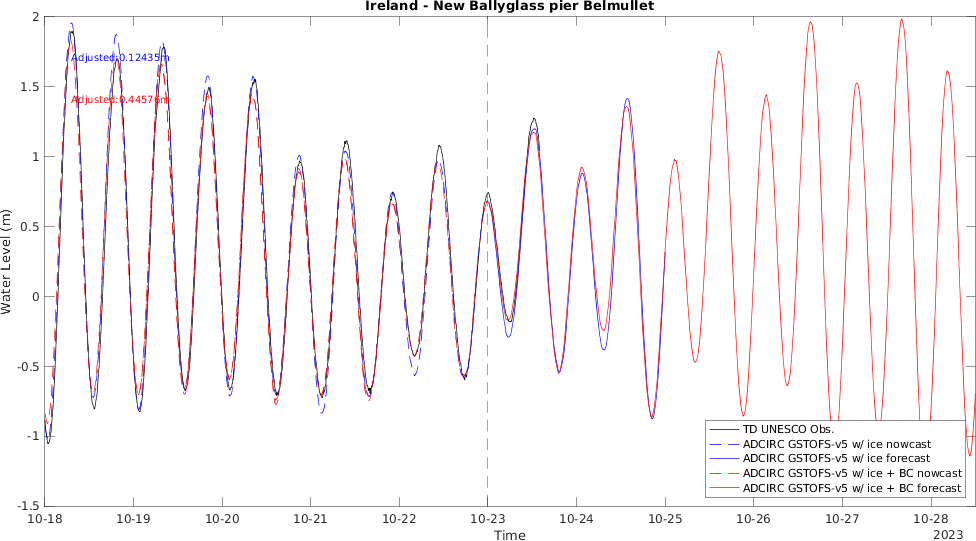 Ireland - New Ballyglass pier Belmullet
2
1.5
1
0.5
0
-0.5
-1
-1.5
Water Level (m)
Adjusted:0.12435m
Adjusted:0.44576m
TD UNESCO Obs.
ADCIRC GSTOFS-v5 w/ ice nowcast
ADCIRC GSTOFS-v5 w/ ice forecast
ADCIRC GSTOFS-v5 w/ ice + BC nowcast
ADCIRC GSTOFS-v5 w/ ice + BC forecast
10-18 10-19 10-20 10-21 10-22 10-23 10-24 10-25 10-26 10-27 10-28
Time
2023